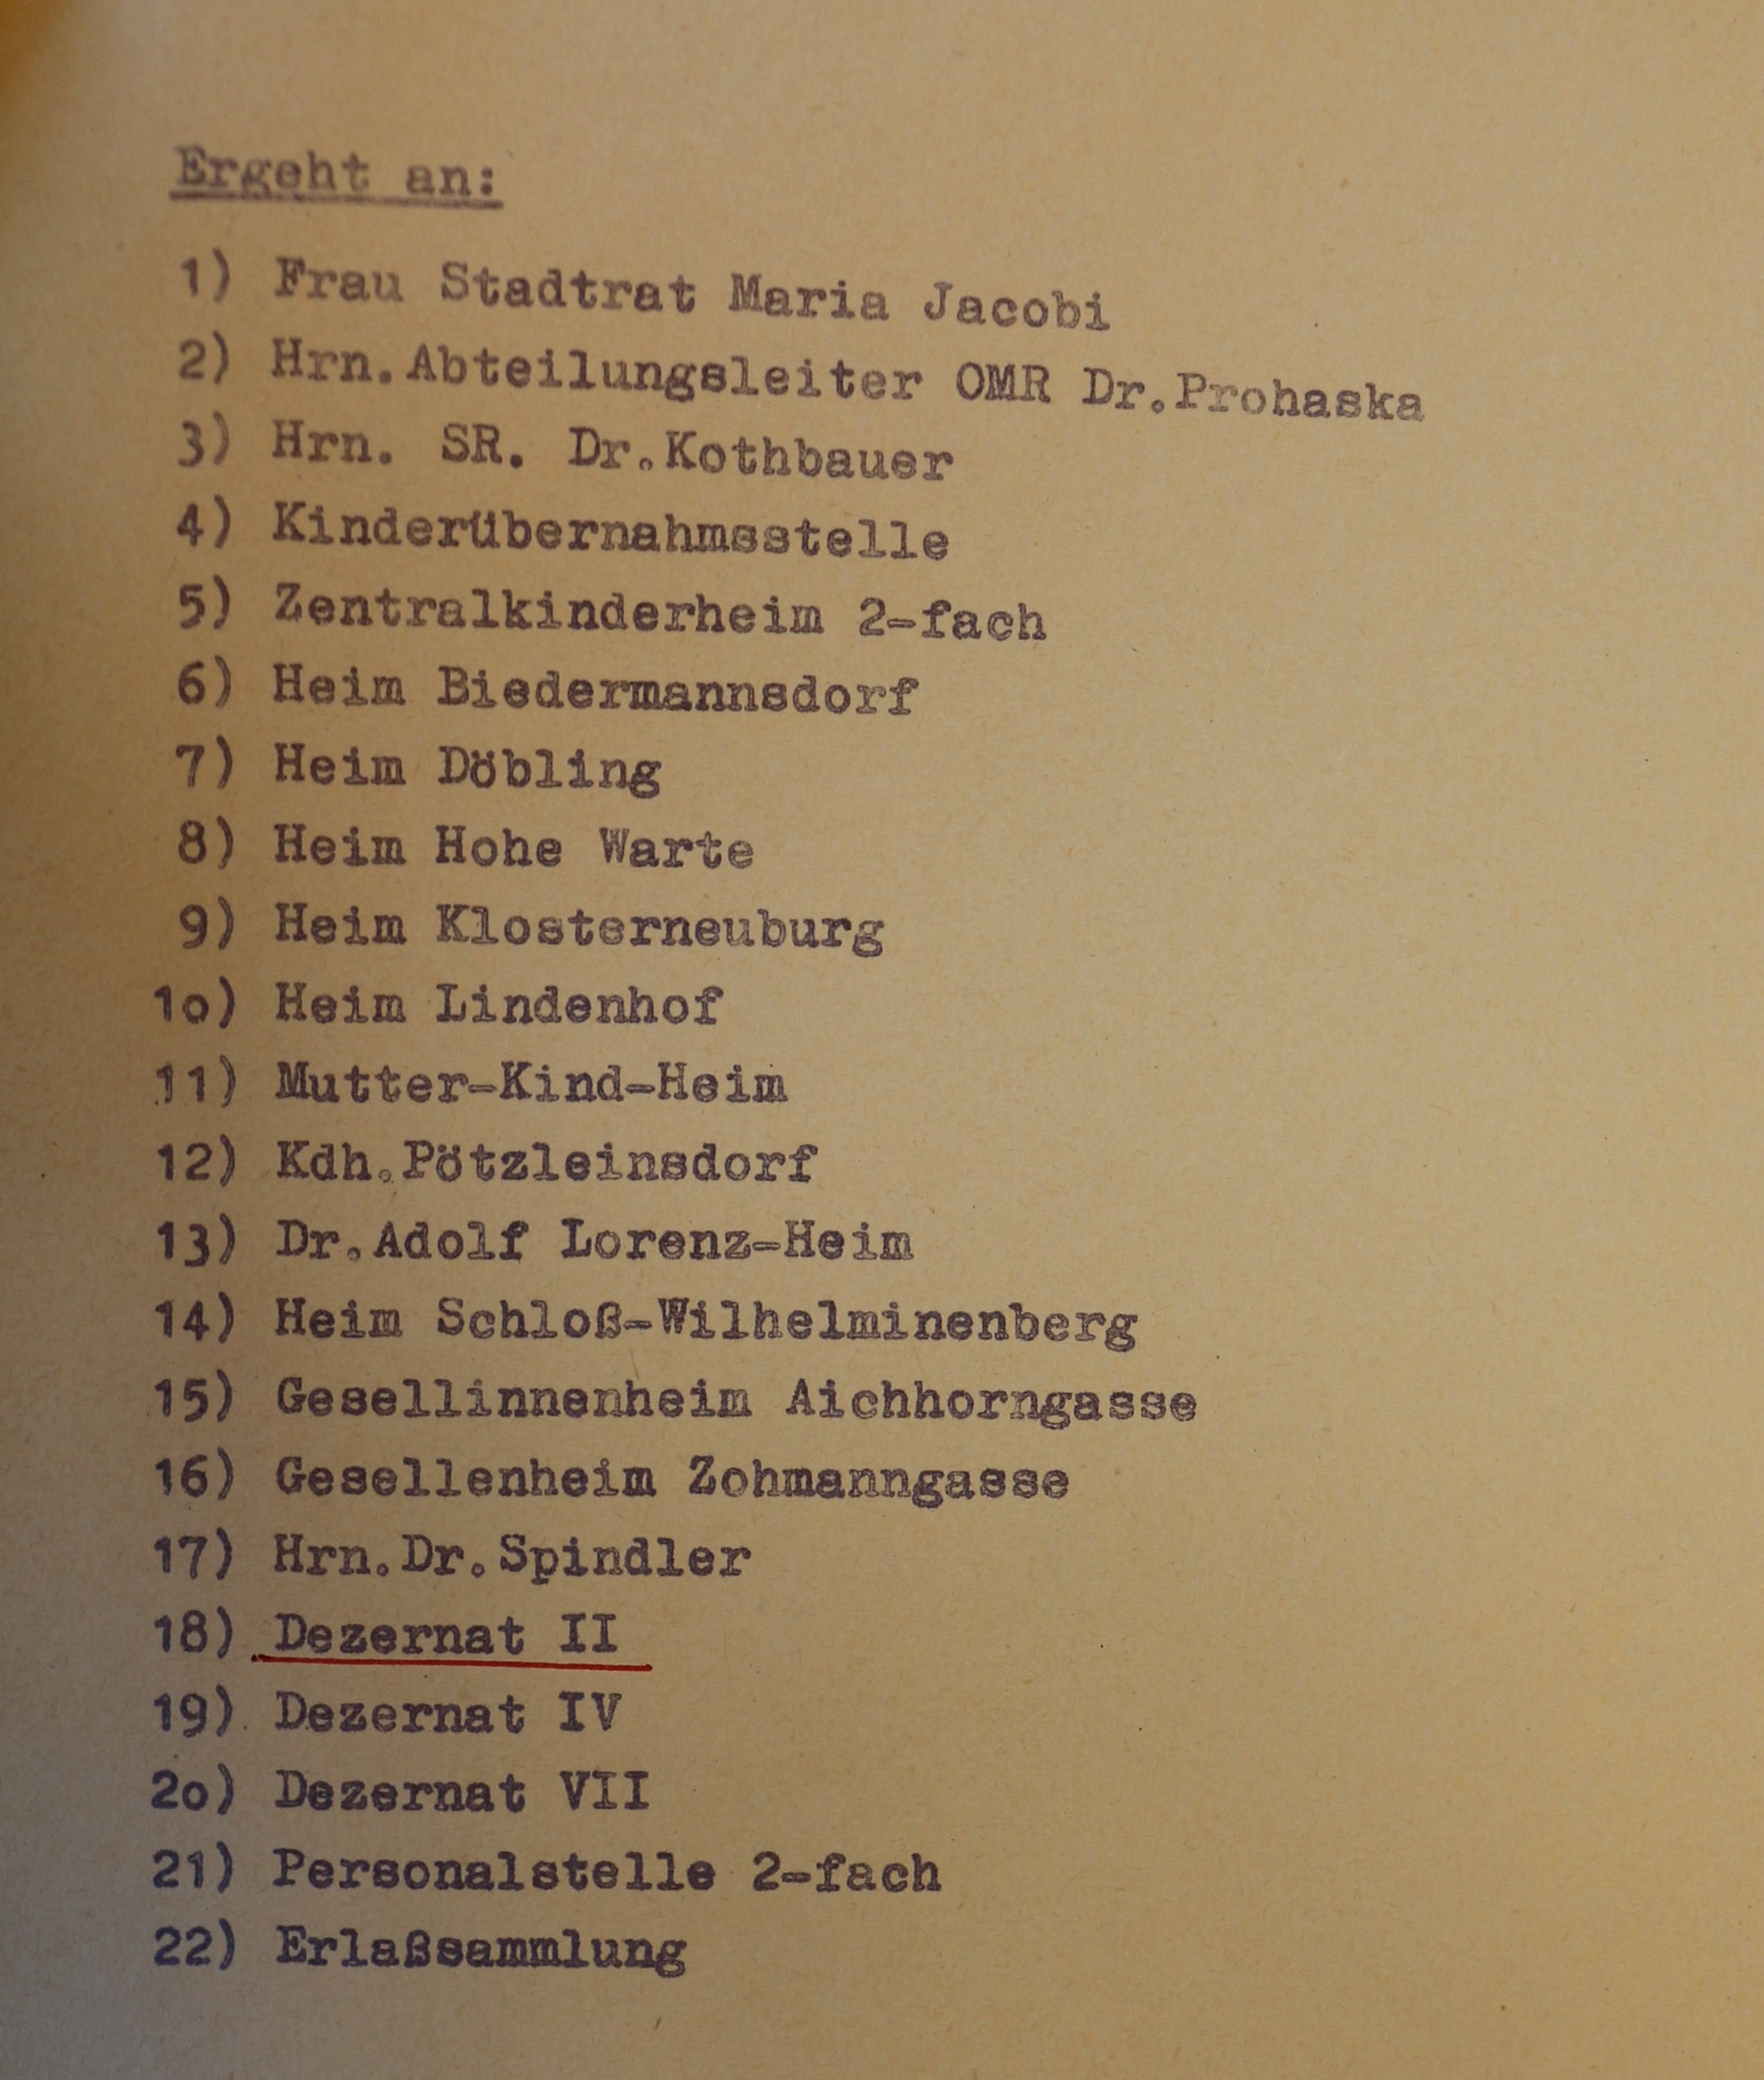 Ergeht an:
1) Frau Stadtrat Maria Jacobi
2) Hrn.Abteilungsleiter OMR Dr.Prohaska
3) Hrn. SR. Dr.Kothbauer
4) Kinderübernahmsstelle
5) Zentralkinderheim 2-fach
6) Heim Biedermannsdorf
7) Heim Döbling
8) Heim Hohe Warte
9) Heim Klosterneuburg
1o) Heim Lindenhof
11) Mutter-Kind-Heim
12) Kdh.Pötzleinsdorf
13) Dr.Adolf Lorenz-Heim
14) Heim Schloß-Wilhelminenberg
15) Gesellinnenheim Aichhorngasse
16) Gesellenheim Zohmanngasse
17) Hrn.Dr.Spindler
18) Dezernat II
19) Dezernat IV
2o) Dezernat VII
21) Personalstelle 2-fach
22) Erlaßsammlung